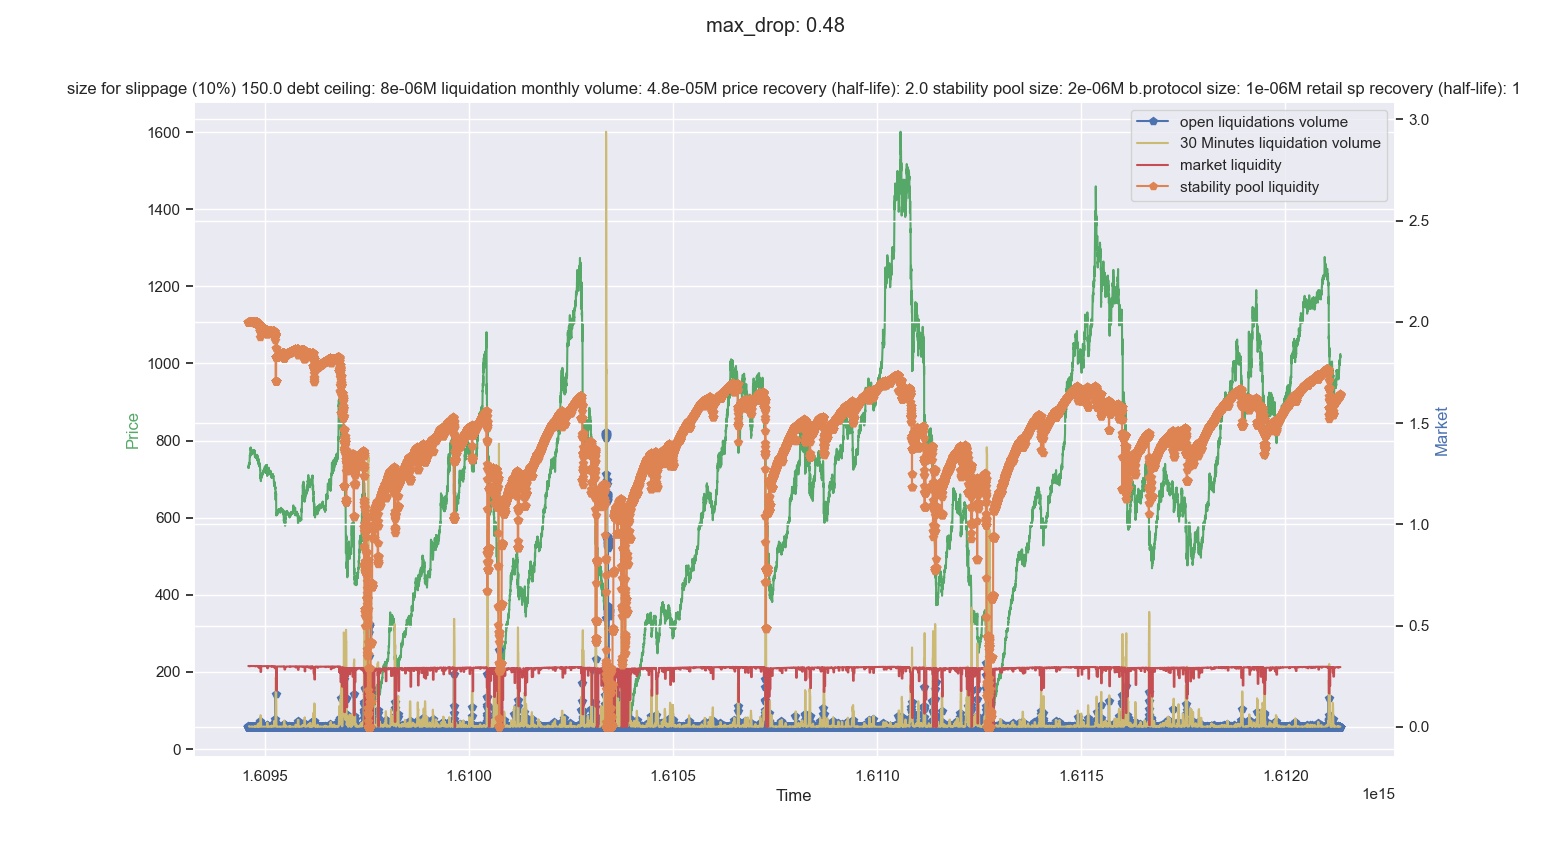 max_drop: 0.48
size for slippage (10%) 150.0 debt ceiling: 8e-06M liquidation monthly volume: 4.8e-05M price recovery (half-life): 2.0 stability pool size: 2e-06M b.protocol size: 1e-06M retail sp recovery (half-life): 1
open liquidations volume
30 Minutes liquidation volume
market liquidity
stability pool liquidity
1600
1400
1200
1000
800
600
400
200
0
Price
3.0
2.5
2.0
1.5
1.0
0.5
0.0
Market
1.6095
1.6100
1.6105
1.6110
1.6115
1.6120
Time
1e15